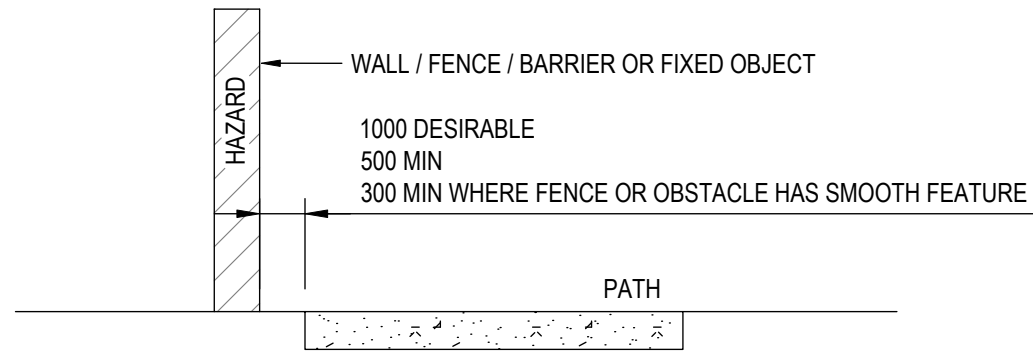 WALL / FENCE / BARRIER OR FIXED OBJECT
HAZARD
1000 DESIRABLE
500 MIN
300 MIN WHERE FENCE OR OBSTACLE HAS SMOOTH FEATURE
PATH